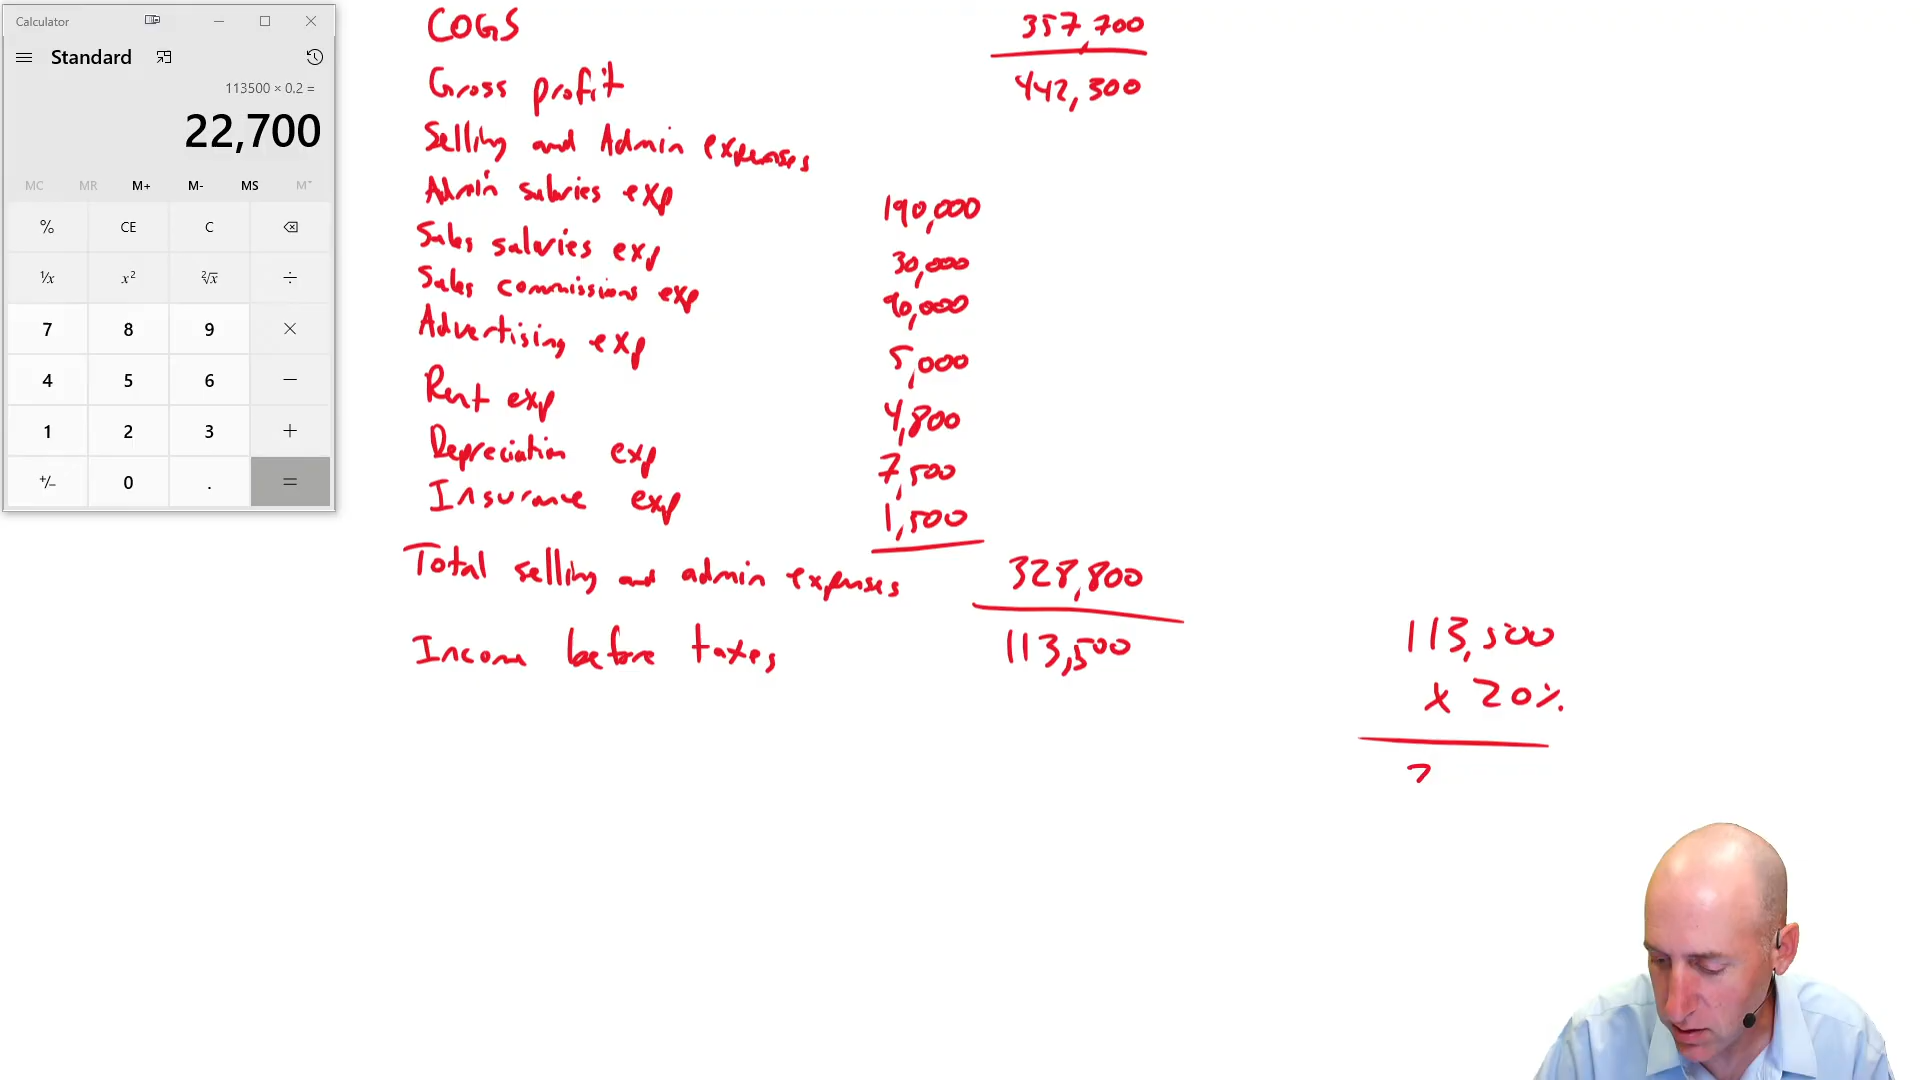 Calculator
Standard
113500 × 0.2 =
22,700
MC MR M+ M- MS M˅
% CE C
¹/x x² ²√x ÷
7 8 9 ×
4 5 6 −
1 2 3 +
+/− 0 . =
COGS 357,700
Gross profit 442,300
Selling and Admin expenses
Admin salaries exp 190,000
Sales salaries exp 30,000
Sales commissions exp 90,000
Advertising exp 5,000
Rent exp 4,800
Depreciation exp 7,500
Insurance exp 1,500
Total selling and admin expenses 328,800
Income before taxes 113,500
113,500
x 20%
2